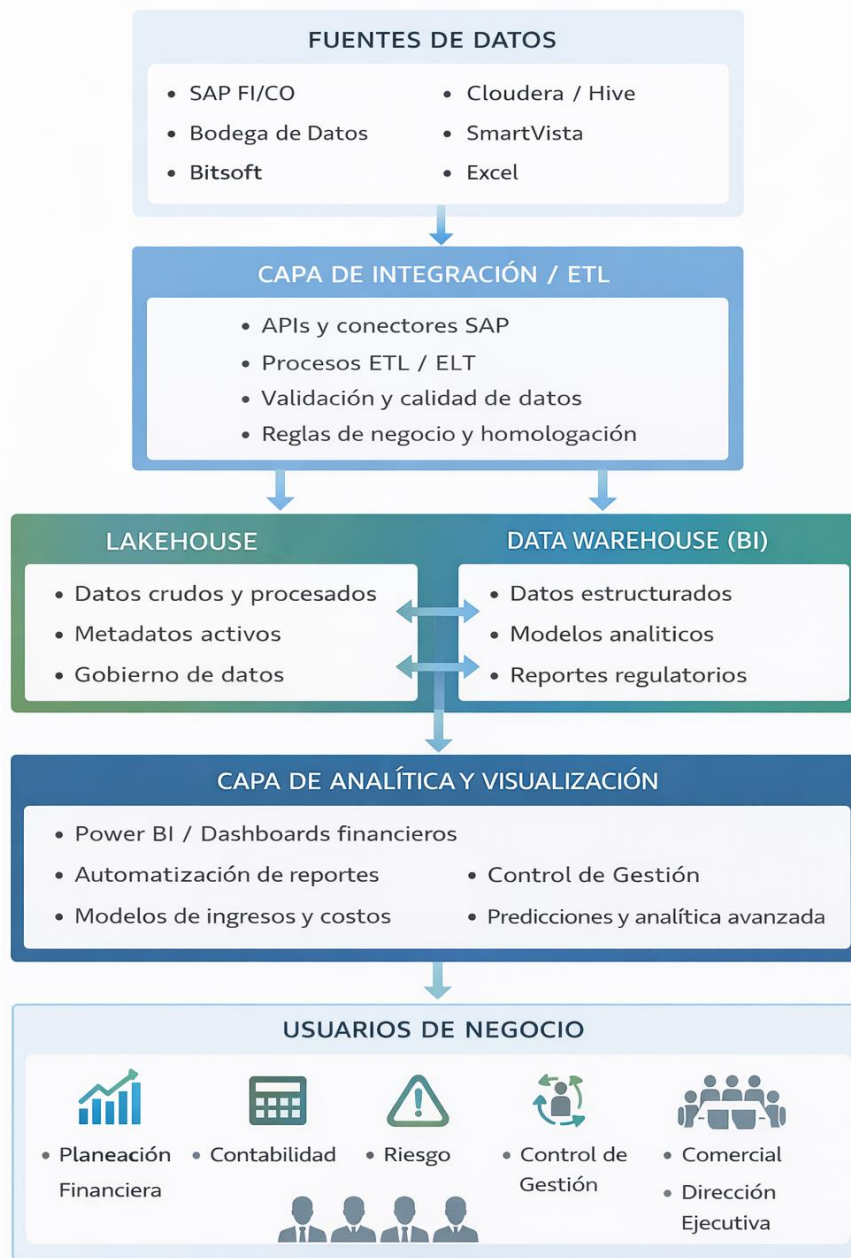 FUENTES DE DATOS
• SAP FI/CO
• Bodega de Datos
• Bitsoft
• Cloudera / Hive
• SmartVista
• Excel
CAPA DE INTEGRACIÓN / ETL
• APIs y conectores SAP
• Procesos ETL / ELT
• Validación y calidad de datos
• Reglas de negocio y homologación
LAKEHOUSE
• Datos crudos y procesados
• Metadatos activos
• Gobierno de datos
DATA WAREHOUSE (BI)
• Datos estructurados
• Modelos analiticos
• Reportes regulatorios
CAPA DE ANALÍTICA Y VISUALIZACIÓN
• Power BI / Dashboards financieros
• Automatización de reportes
• Modelos de ingresos y costos
• Control de Gestión
• Predicciones y analítica avanzada
USUARIOS DE NEGOCIO
• Planeación
Financiera
• Contabilidad
• Riesgo
• Control de
Gestión
• Comercial
• Dirección
Ejecutiva